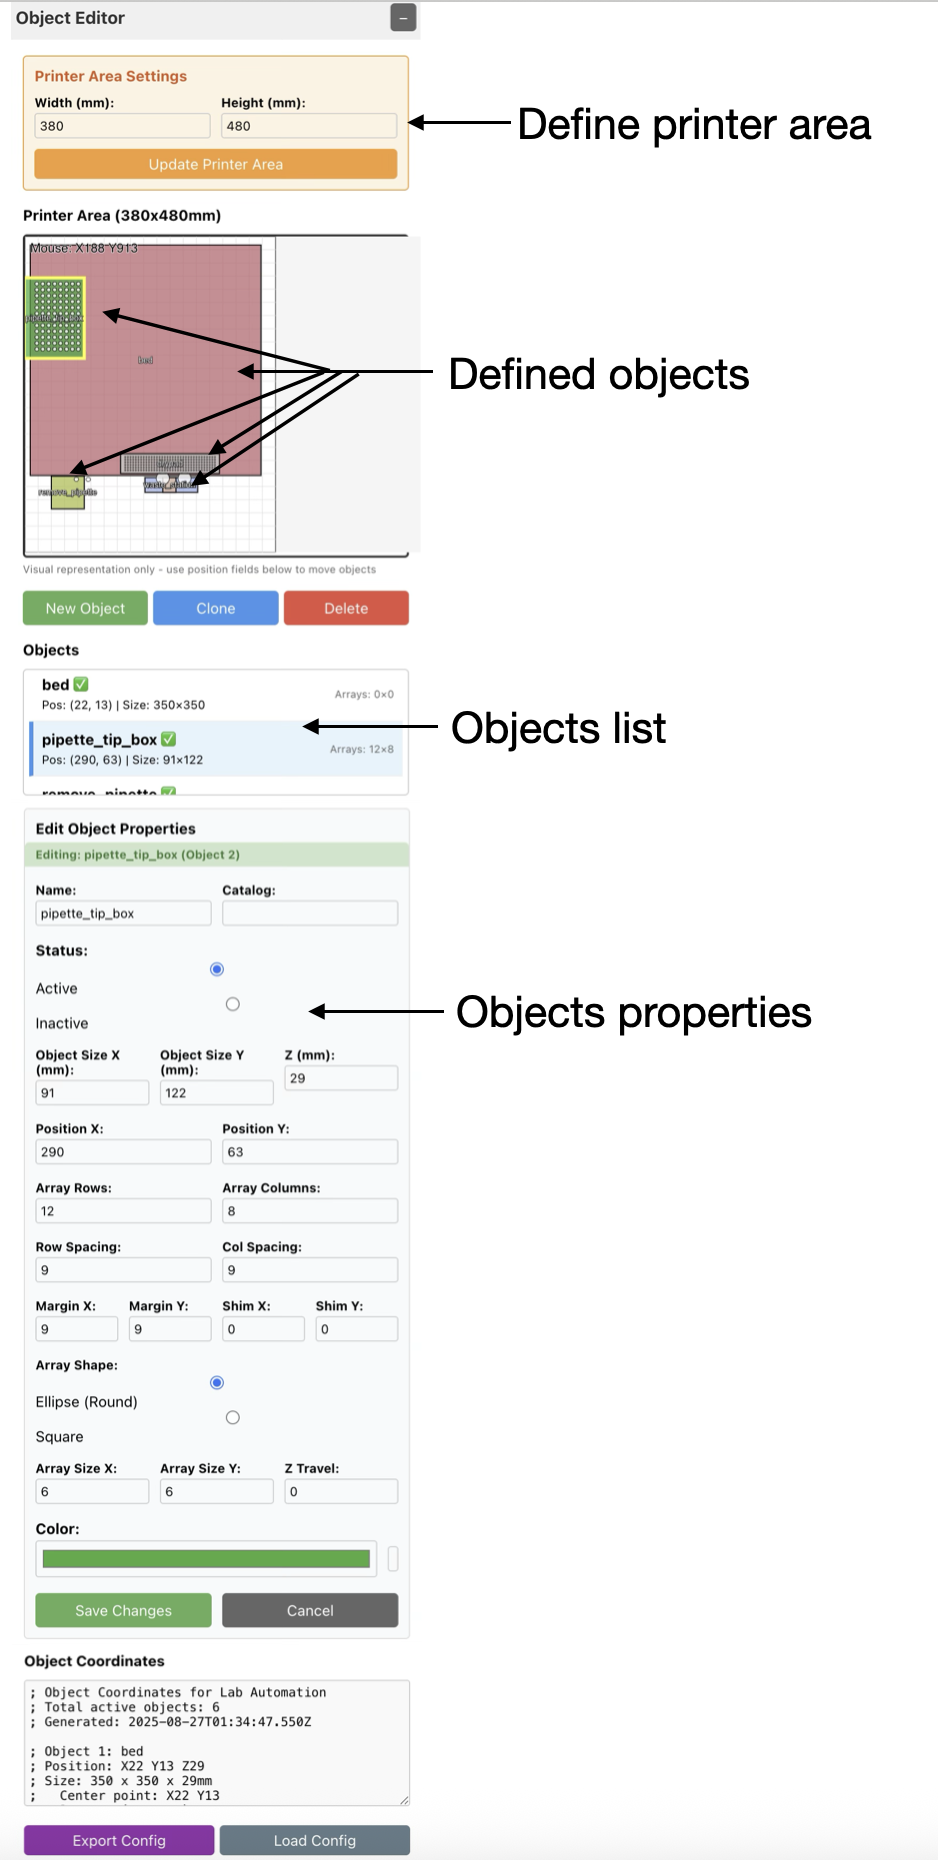 Object Editor
–
Printer Area Settings
Width (mm):
Height (mm):
380
480
Define printer area
Update Printer Area
Printer Area (380x480mm)
Mouse: X188 Y913
bed
Defined objects
remove_pipette
Visual representation only - use position fields below to move objects
New Object
Clone
Delete
Objects
bed ✅
Pos: (22, 13) | Size: 350×350
Arrays: 0×0
Objects list
pipette_tip_box ✅
Pos: (290, 63) | Size: 91×122
Arrays: 12×8
remove_pipette ✅
Edit Object Properties
Editing: pipette_tip_box (Object 2)
Name:
Catalog:
pipette_tip_box
Status:
Active
Inactive
Objects properties
Object Size X (mm):
Object Size Y (mm):
Z (mm):
91
122
29
Position X:
Position Y:
290
63
Array Rows:
Array Columns:
12
8
Row Spacing:
Col Spacing:
9
9
Margin X:
Margin Y:
Shim X:
Shim Y:
9
9
0
0
Array Shape:
Ellipse (Round)
Square
Array Size X:
Array Size Y:
Z Travel:
6
6
0
Color:
Save Changes
Cancel
Object Coordinates
; Object Coordinates for Lab Automation
; Total active objects: 6
; Generated: 2025-08-27T01:34:47.550Z
; Object 1: bed
; Position: X22 Y13 Z29
; Size: 350 x 350 x 29mm
;   Center point: X22 Y13
Export Config
Load Config